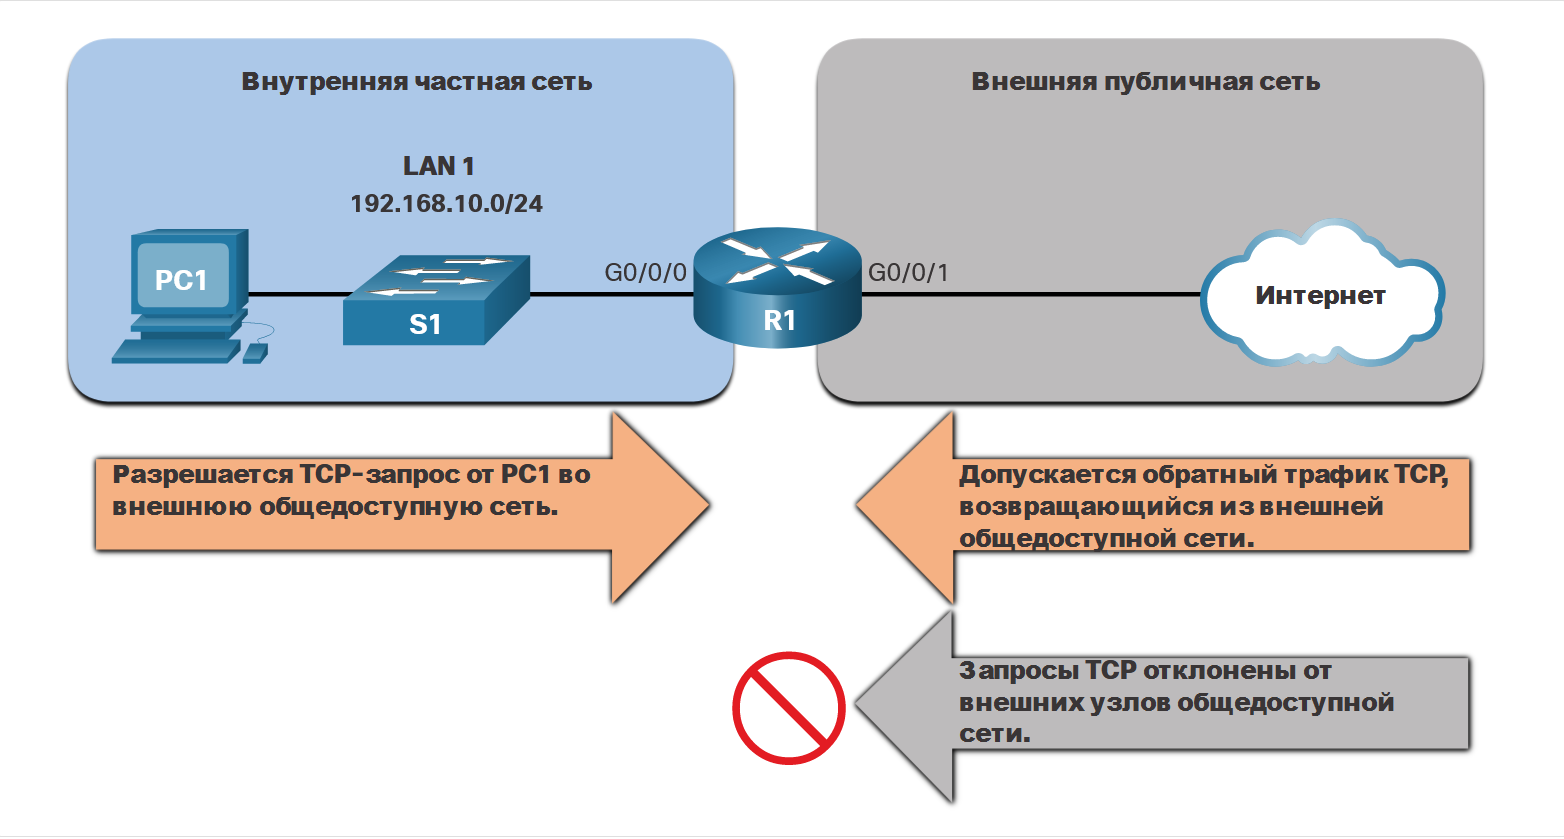 Внутренняя частная сеть
Внешняя публичная сеть
LAN 1
192.168.10.0/24
PC1
S1
G0/0/0
R1
G0/0/1
Интернет
Разрешается TCP-запрос от PC1 во
внешнюю общедоступную сеть.
Допускается обратный трафик TCP,
возвращающийся из внешней
общедоступной сети.
Запросы TCP отклонены от
внешних узлов общедоступной
сети.